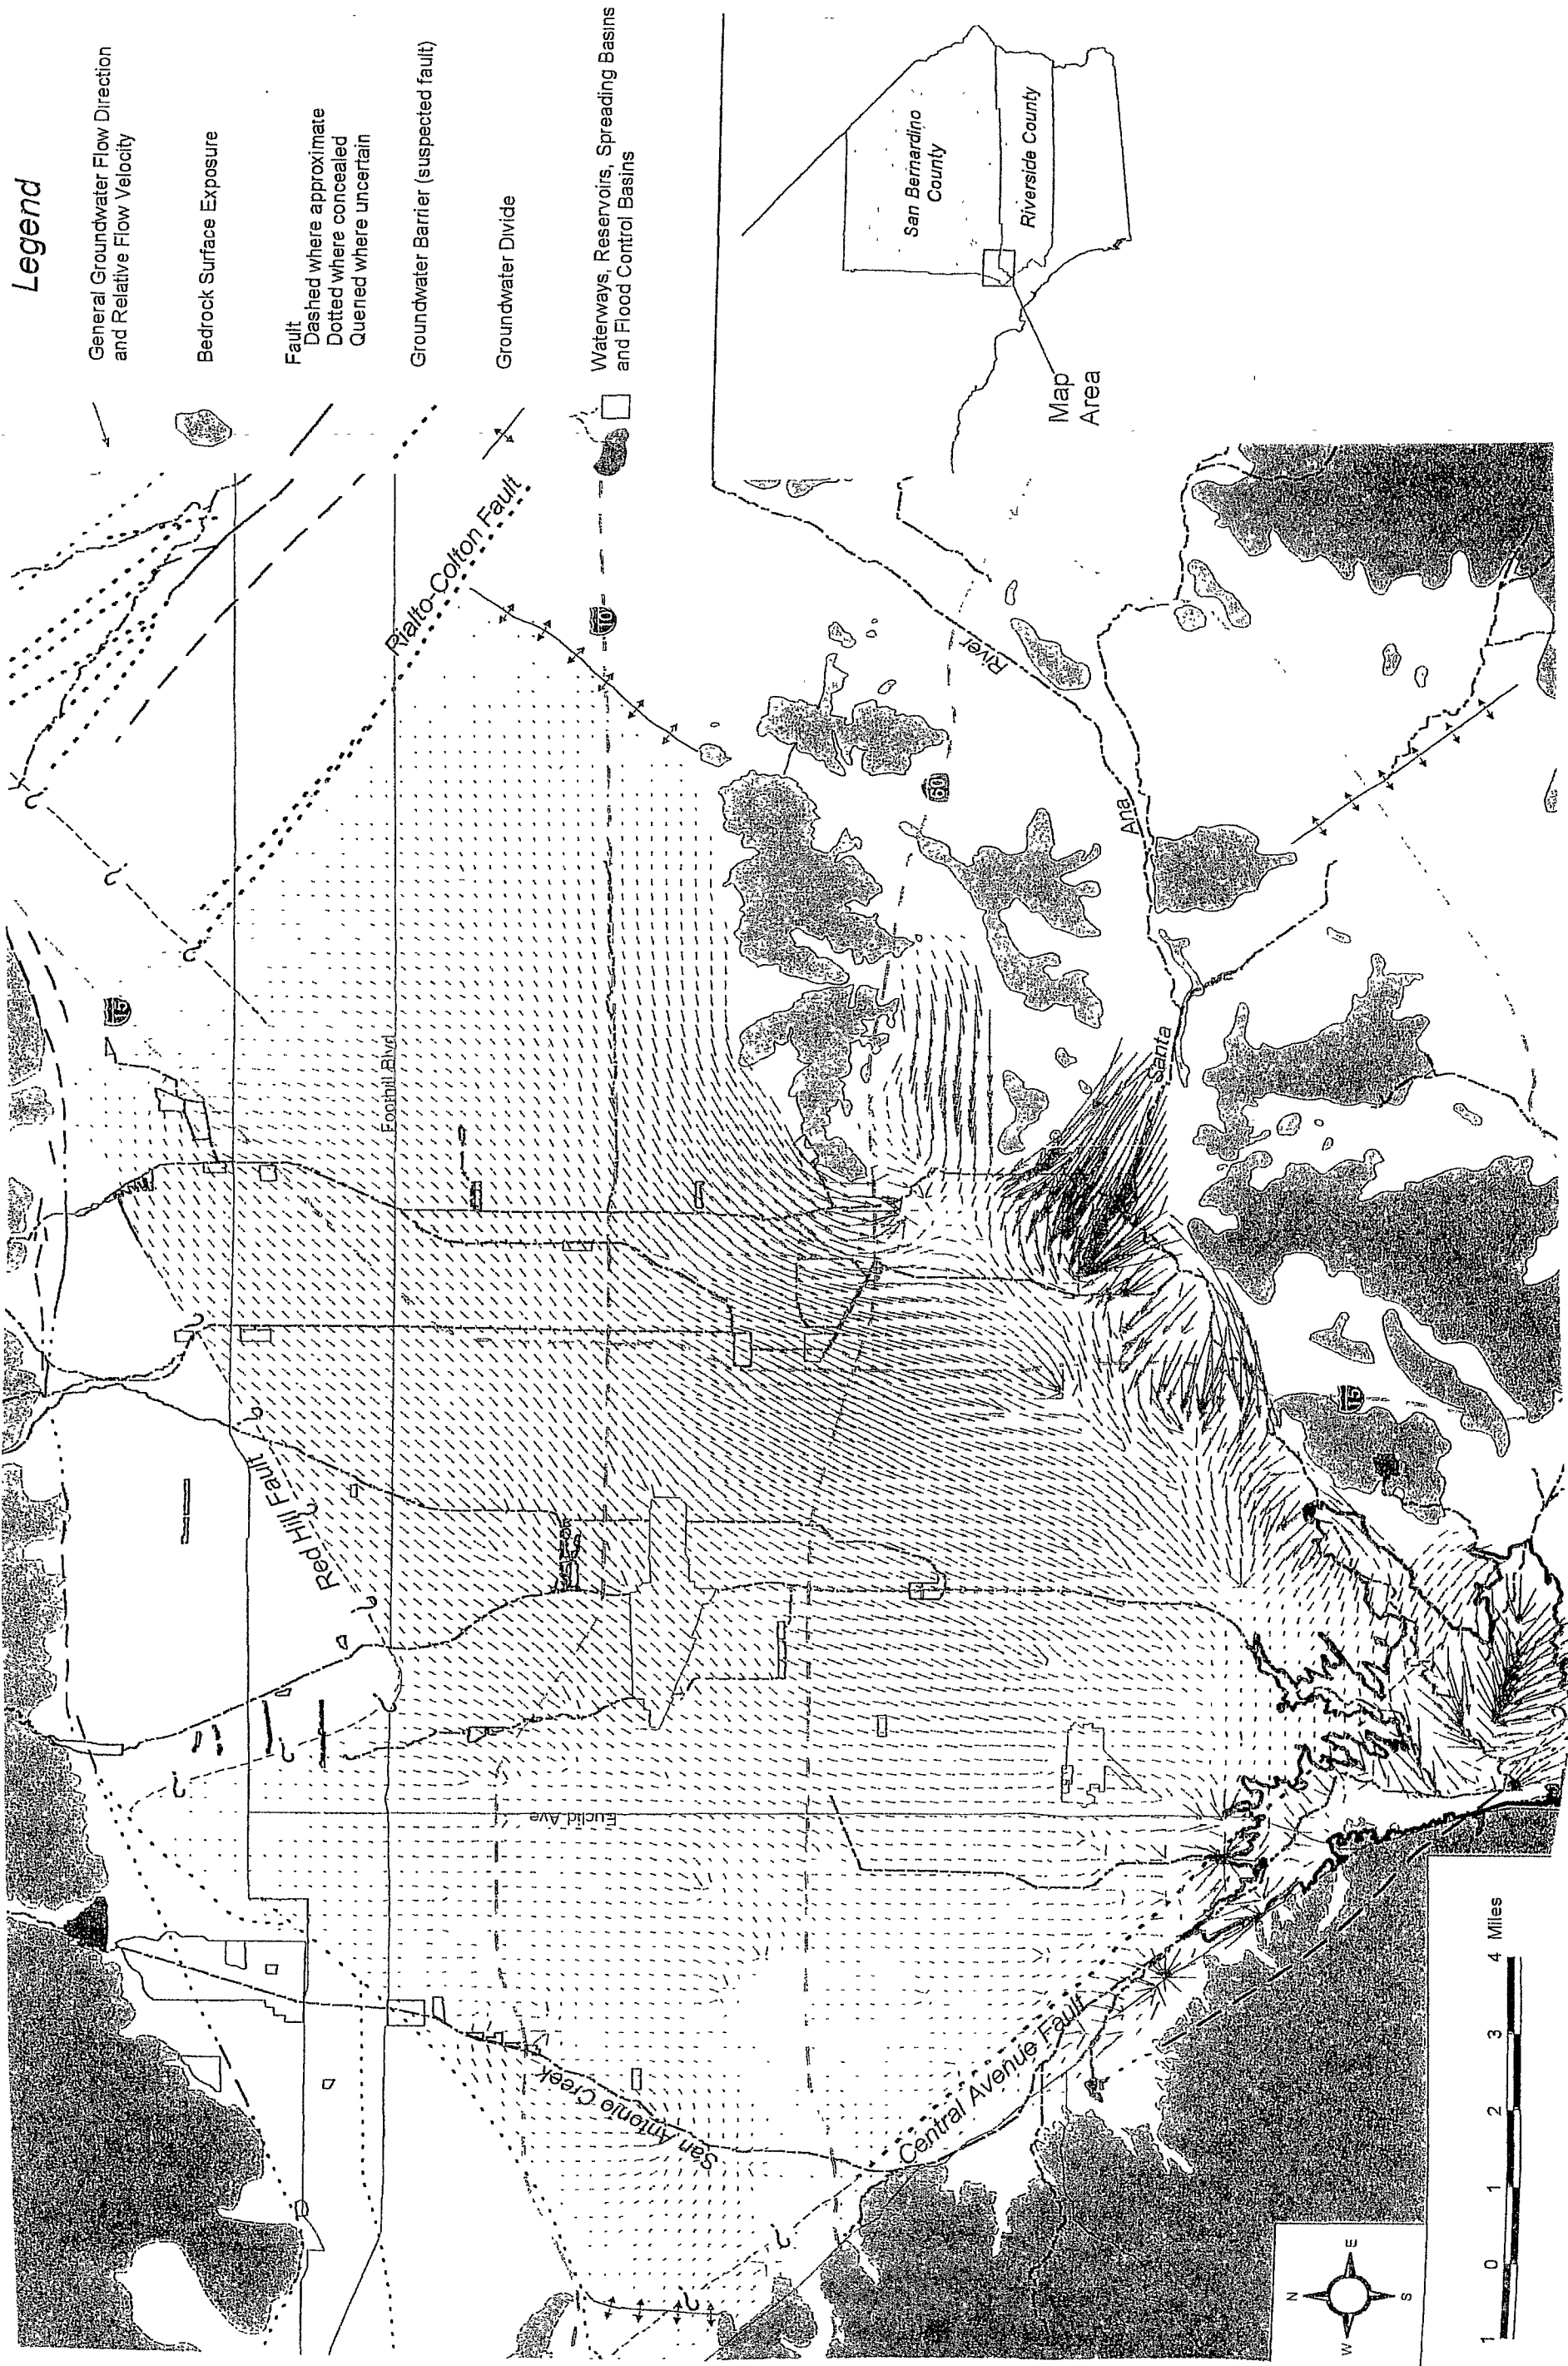 Legend
General Groundwater Flow Direction
and Relative Flow Velocity
Bedrock Surface Exposure
Fault
Dashed where approximate
Dotted where concealed
Queried where uncertain
Groundwater Barrier (suspected fault)
Groundwater Divide
Waterways, Reservoirs, Spreading Basins
and Flood Control Basins
San Bernardino
County
Riverside County
Map
Area
Rialto-Colton Fault
10
River
60
Ana
Santa
15
Foothill Blvd
Red Hill Fault
?
?
?
?
?
?
?
?
?
?
?
15
Euclid Ave
San Antonio Creek
Central Avenue Fault
N
W
E
S
1 0 1 2 3 4 Miles